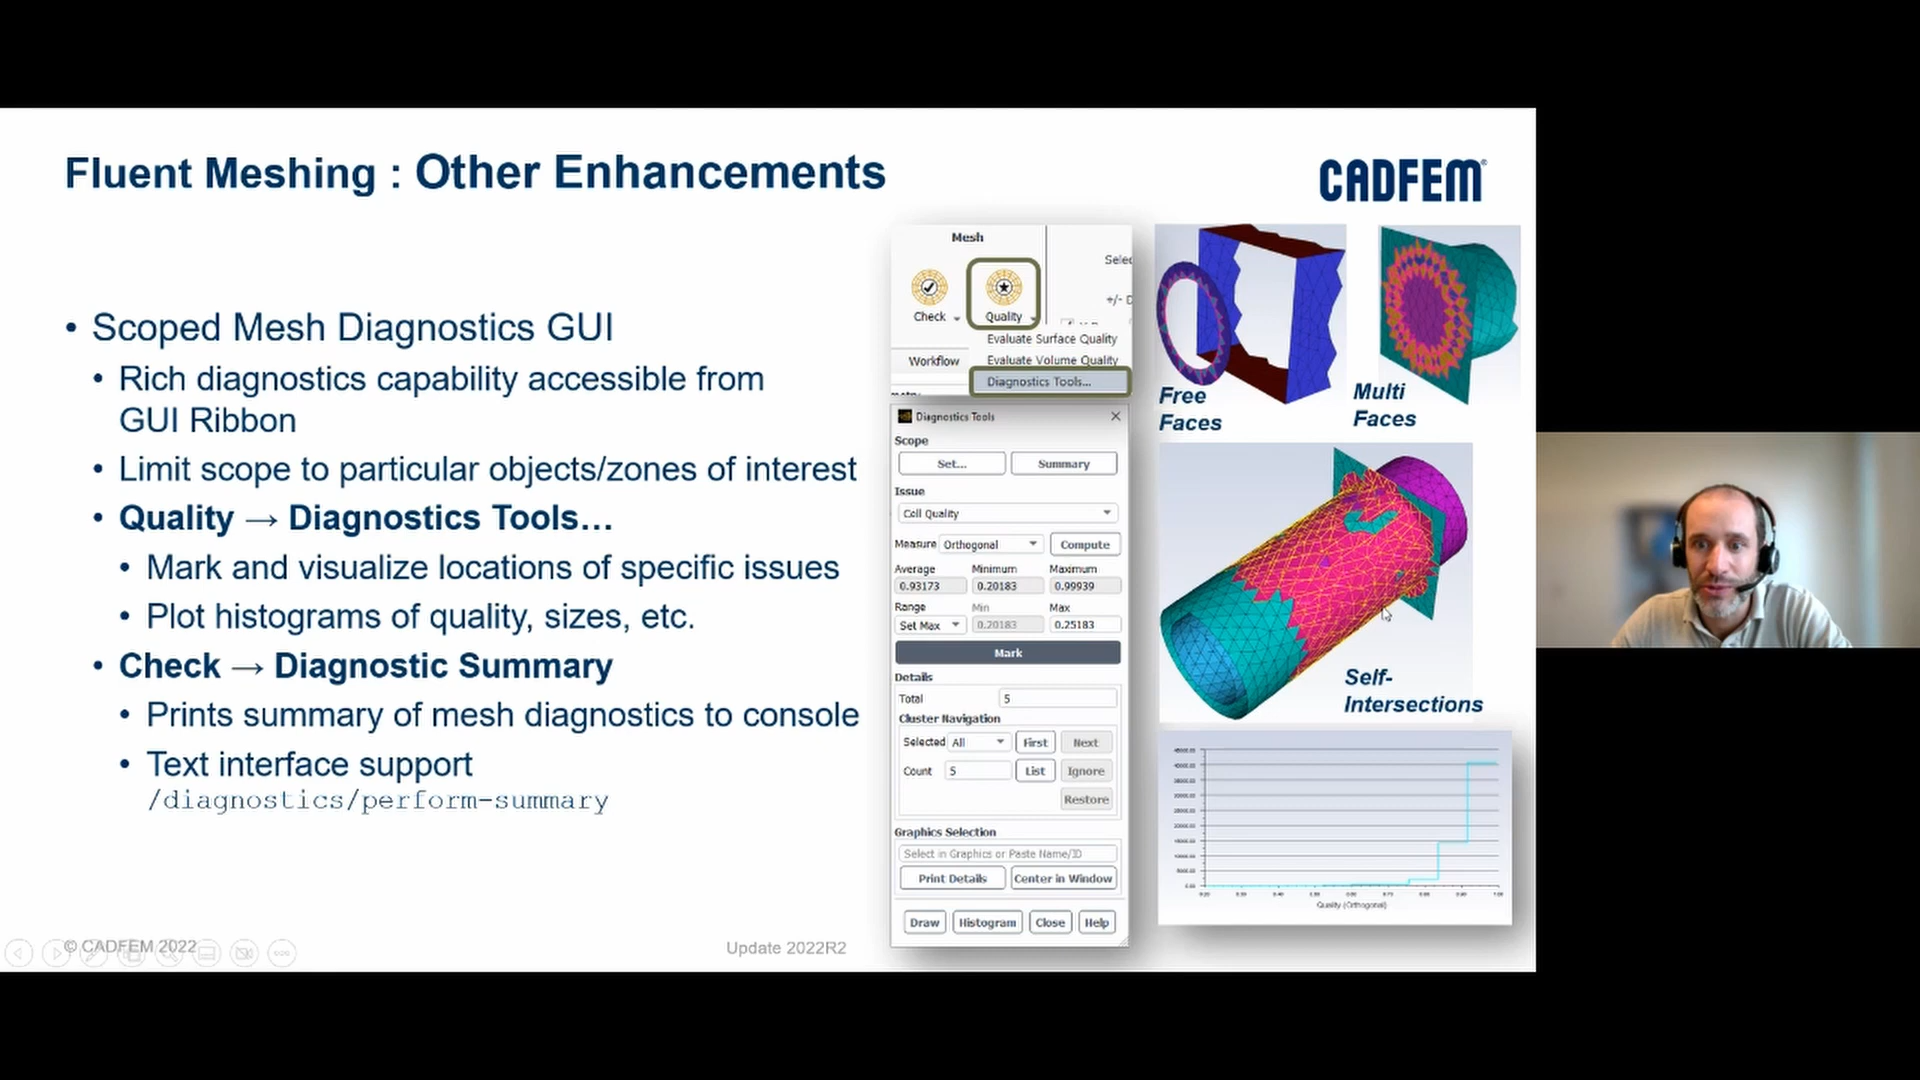 Fluent Meshing : Other Enhancements
CADFEM
• Scoped Mesh Diagnostics GUI
• Rich diagnostics capability accessible from
GUI Ribbon
• Limit scope to particular objects/zones of interest
• Quality → Diagnostics Tools…
• Mark and visualize locations of specific issues
• Plot histograms of quality, sizes, etc.
• Check → Diagnostic Summary
• Prints summary of mesh diagnostics to console
• Text interface support
/diagnostics/perform-summary
© CADFEM 2022
Update 2022R2
Mesh
Selec
+/- D
Check
Quality
Evaluate Surface Quality
Workflow
Evaluate Volume Quality
Diagnostics Tools...
Diagnostics Tools
Scope
Set... Summary
Issue
Cell Quality
Measure Orthogonal Compute
Average Minimum Maximum
0.93173 0.20183 0.99939
Range Min Max
Set Max 0.20183 0.25183
Mark
Details
Total 5
Cluster Navigation
Selected All First Next
Count 5 List Ignore
Restore
Graphics Selection
Select in Graphics or Paste Name/ID
Print Details Center in Window
Draw Histogram Close Help
Free
Faces
Multi
Faces
Self-
Intersections
Quality (Orthogonal)